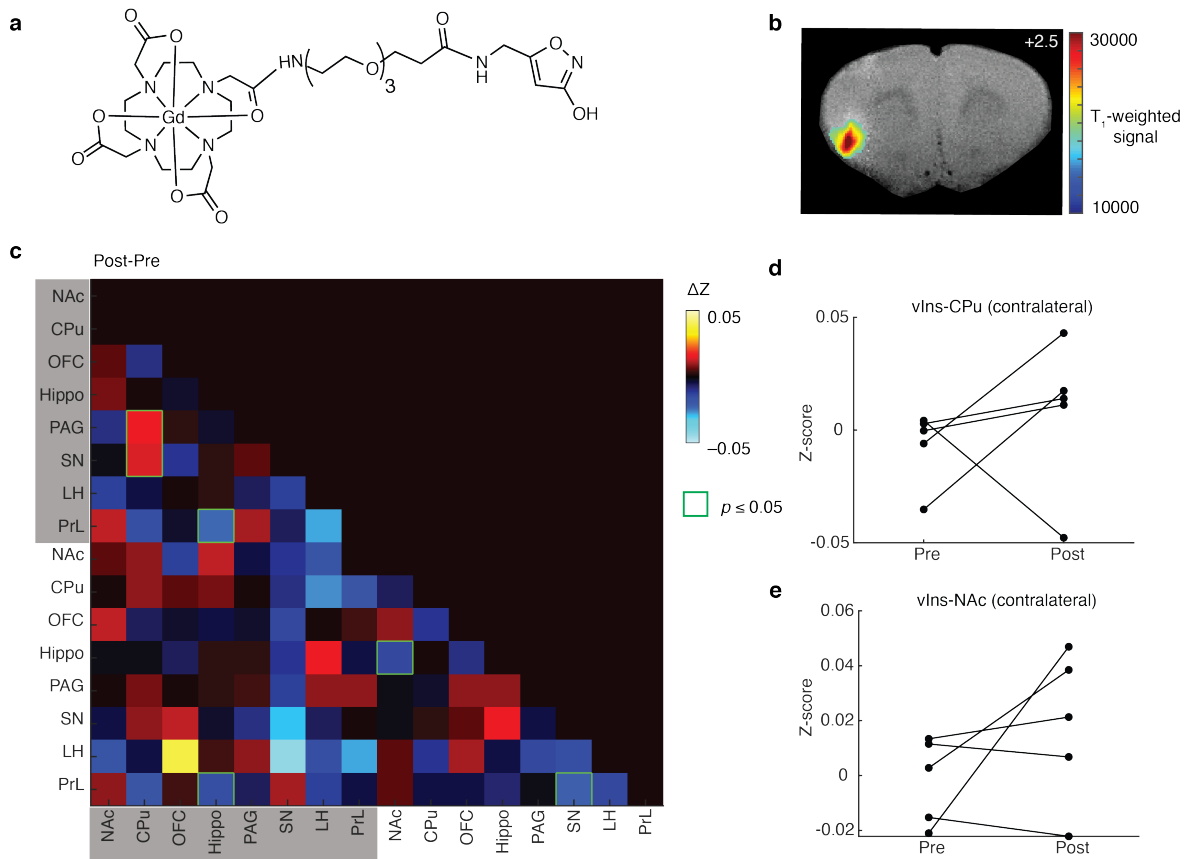 a
O
O
O
N
N
HN
O
3
O
N
H
O
N
OH
O
O
Gd
O
N
N
O
O
O
b
+2.5
30000
T1-weighted
signal
10000
c
Post-Pre
NAc
CPu
OFC
Hippo
PAG
SN
LH
PrL
NAc
CPu
OFC
Hippo
PAG
SN
LH
PrL
NAc
CPu
OFC
Hippo
PAG
SN
LH
PrL
NAc
CPu
OFC
Hippo
PAG
SN
LH
PrL
ΔZ
0.05
−0.05
p ≤ 0.05
d
vIns-CPu (contralateral)
0.05
0
-0.05
Z-score
Pre
Post
e
vIns-NAc (contralateral)
0.06
0.04
0.02
0
-0.02
Z-score
Pre
Post